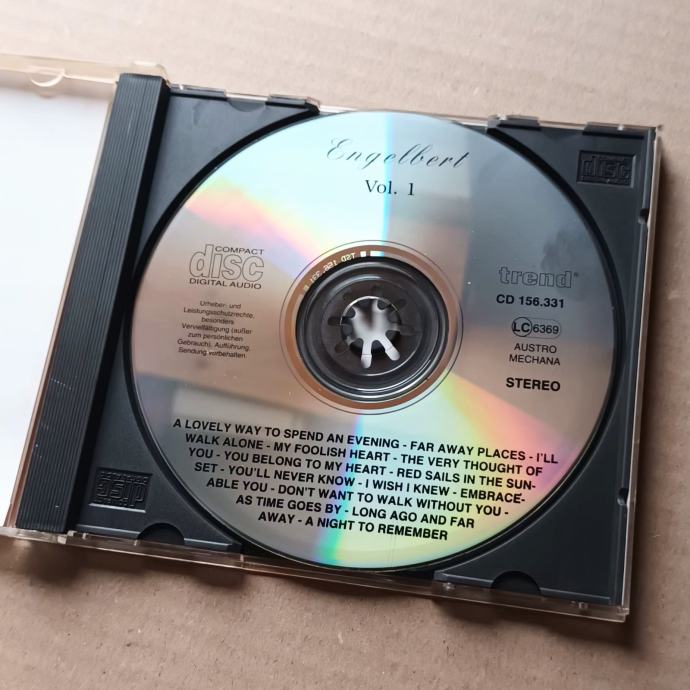 Engelbert
Vol. 1
COMPACT
disc
DIGITAL AUDIO
Urheber- und
Leistungsschutzrechte,
besonders
Vervielfältigung (außer
zum persönlichen
Gebrauch), Aufführung,
Sendung vorbehalten.
trend
CD 156.331
LC 6369
AUSTRO
MECHANA
STEREO
A LOVELY WAY TO SPEND AN EVENING - FAR AWAY PLACES - I'LL
WALK ALONE - MY FOOLISH HEART - THE VERY THOUGHT OF
YOU - YOU BELONG TO MY HEART - RED SAILS IN THE SUN-
SET - YOU'LL NEVER KNOW - I WISH I KNEW - EMBRACE-
ABLE YOU - DON'T WANT TO WALK WITHOUT YOU -
AS TIME GOES BY - LONG AGO AND FAR
AWAY - A NIGHT TO REMEMBER
disc
disc